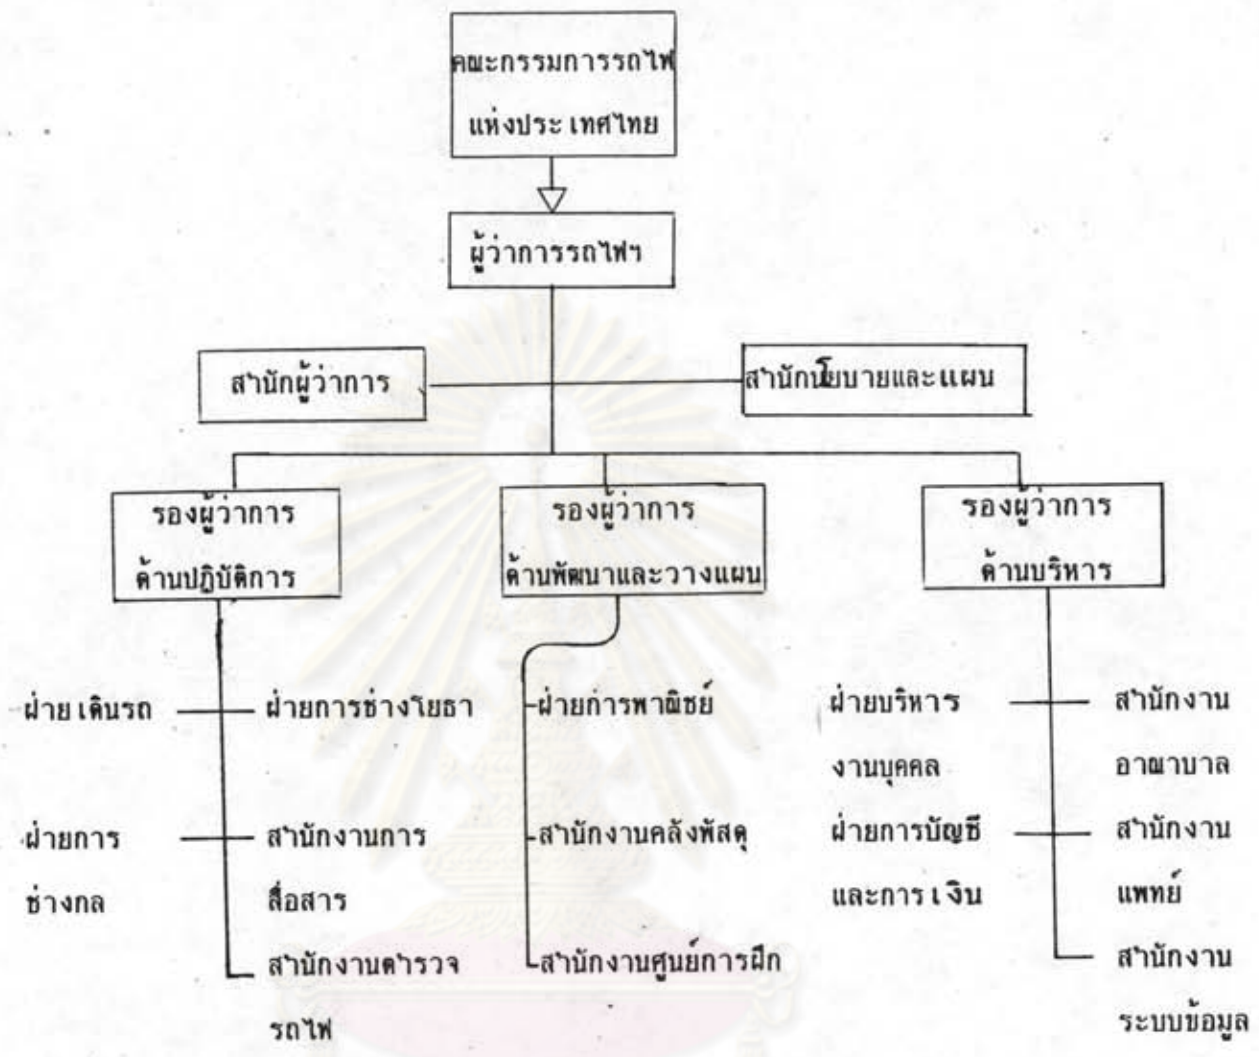 คณะกรรมการรถไฟ
แห่งประเทศไทย
ผู้ว่าการรถไฟฯ
สำนักผู้ว่าการ
สำนักนโยบายและแผน
รองผู้ว่าการ
ด้านปฏิบัติการ
รองผู้ว่าการ
ด้านพัฒนาและวางแผน
รองผู้ว่าการ
ด้านบริหาร
ฝ่ายเดินรถ
ฝ่ายการช่างโยธา
ฝ่ายการ
ช่างกล
สำนักงานการ
สื่อสาร
สำนักงานตำรวจ
รถไฟ
ฝ่ายการพาณิชย์
สำนักงานคลังพัสดุ
สำนักงานศูนย์การฝึก
ฝ่ายบริหาร
งานบุคคล
สำนักงาน
อาณาบาล
ฝ่ายการบัญชี
และการเงิน
สำนักงาน
แพทย์
สำนักงาน
ระบบข้อมูล